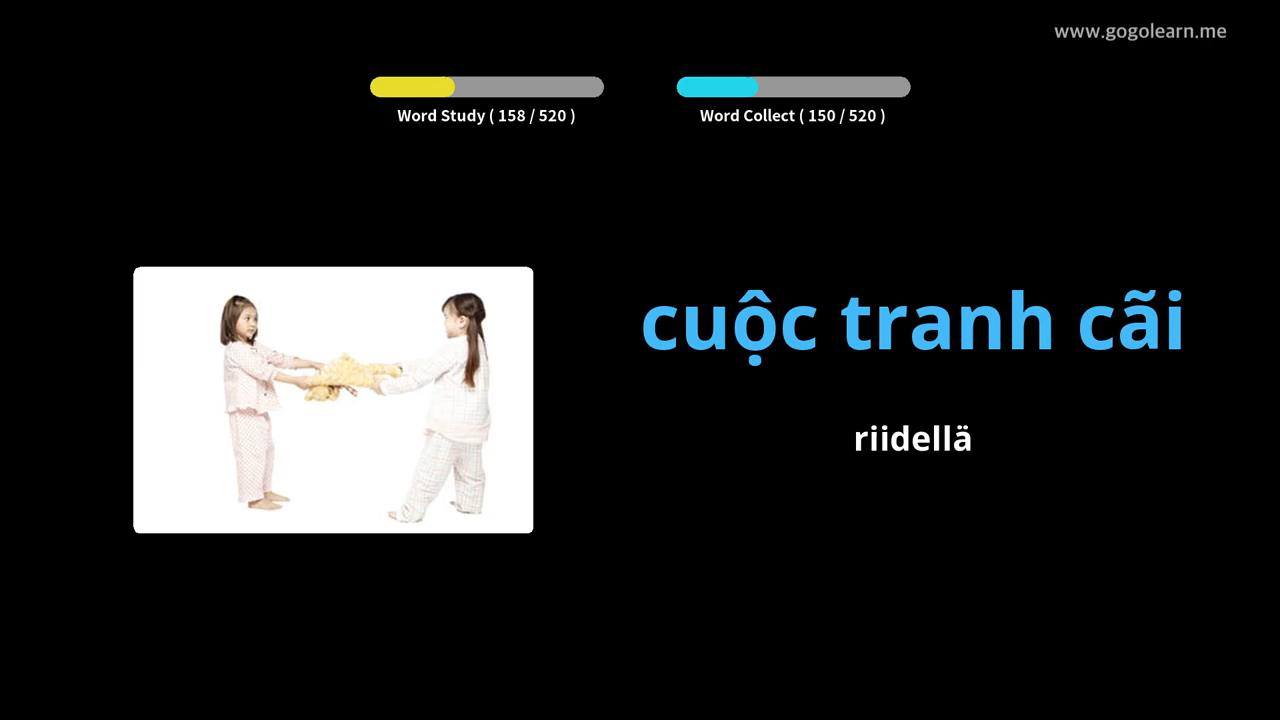 www.gogolearn.me
Word Study ( 158 / 520 )
Word Collect ( 150 / 520 )
cuộc tranh cãi
riidellä